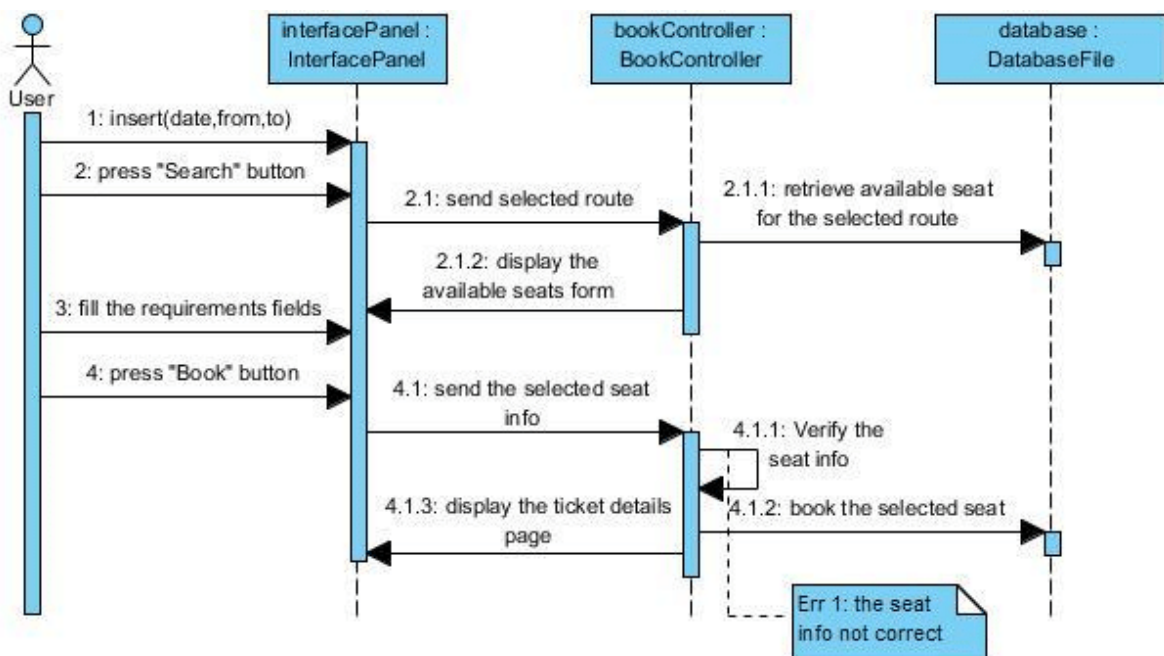 interfacePanel :
InterfacePanel
bookController :
BookController
database :
DatabaseFile
User
1: insert(date,from,to)
2: press "Search" button
2.1: send selected route
2.1.1: retrieve available seat
for the selected route
2.1.2: display the
available seats form
3: fill the requirements fields
4: press "Book" button
4.1: send the selected seat
info
4.1.1: Verify the
seat info
4.1.2: book the selected seat
4.1.3: display the ticket details
page
Err 1: the seat
info not correct